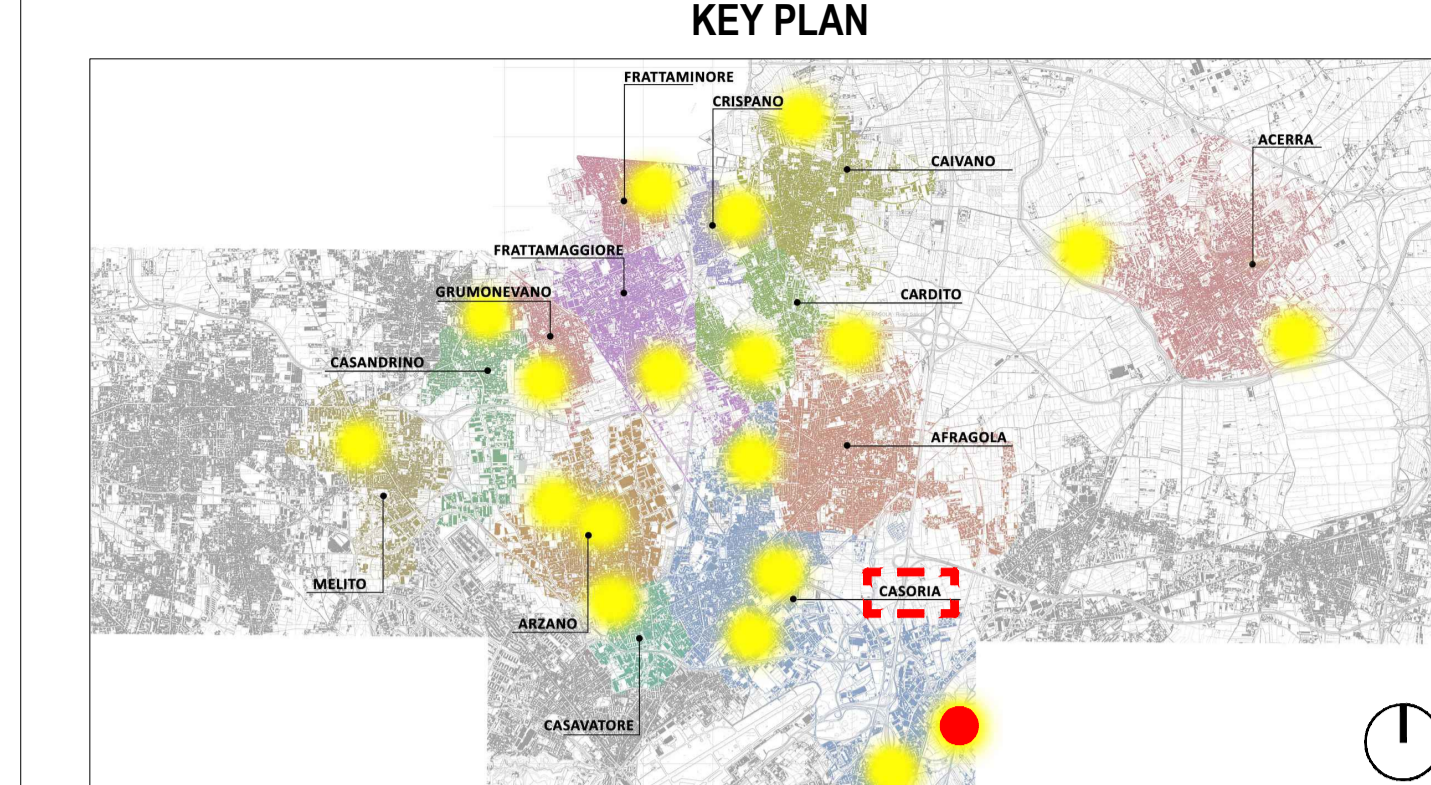 KEY PLAN
FRATTAMINORE
CRISPANO
ACERRA
CAIVANO
FRATTAMAGGIORE
GRUMONEVANO
CARDITO
CASANDRINO
AFRAGOLA
MELITO
CASORIA
ARZANO
CASAVATORE